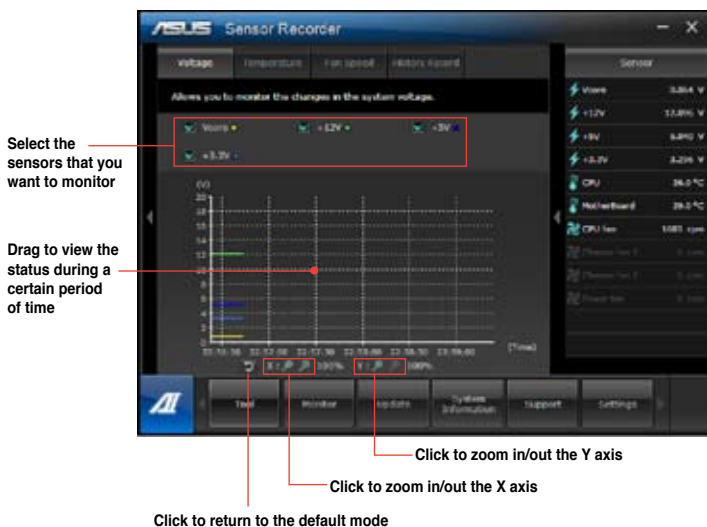 ASUS Sensor Recorder
Voltage Temperature Fan Speed History Record
Sensor
Allows you to monitor the changes in the system voltage.
Vcore +12V +5V
+3.3V
Select the
sensors that you
want to monitor
Drag to view the
status during a
certain period
of time
(V)
20
18
16
14
12
10
8
6
4
2
0
[Time]
X : 100% Y : 100%
Vcore V
+12V V
+5V V
+3.3V V
CPU °C
MotherBoard °C
CPU fan rpm
Tool Monitor Update System Information Support Settings
Click to zoom in/out the Y axis
Click to zoom in/out the X axis
Click to return to the default mode